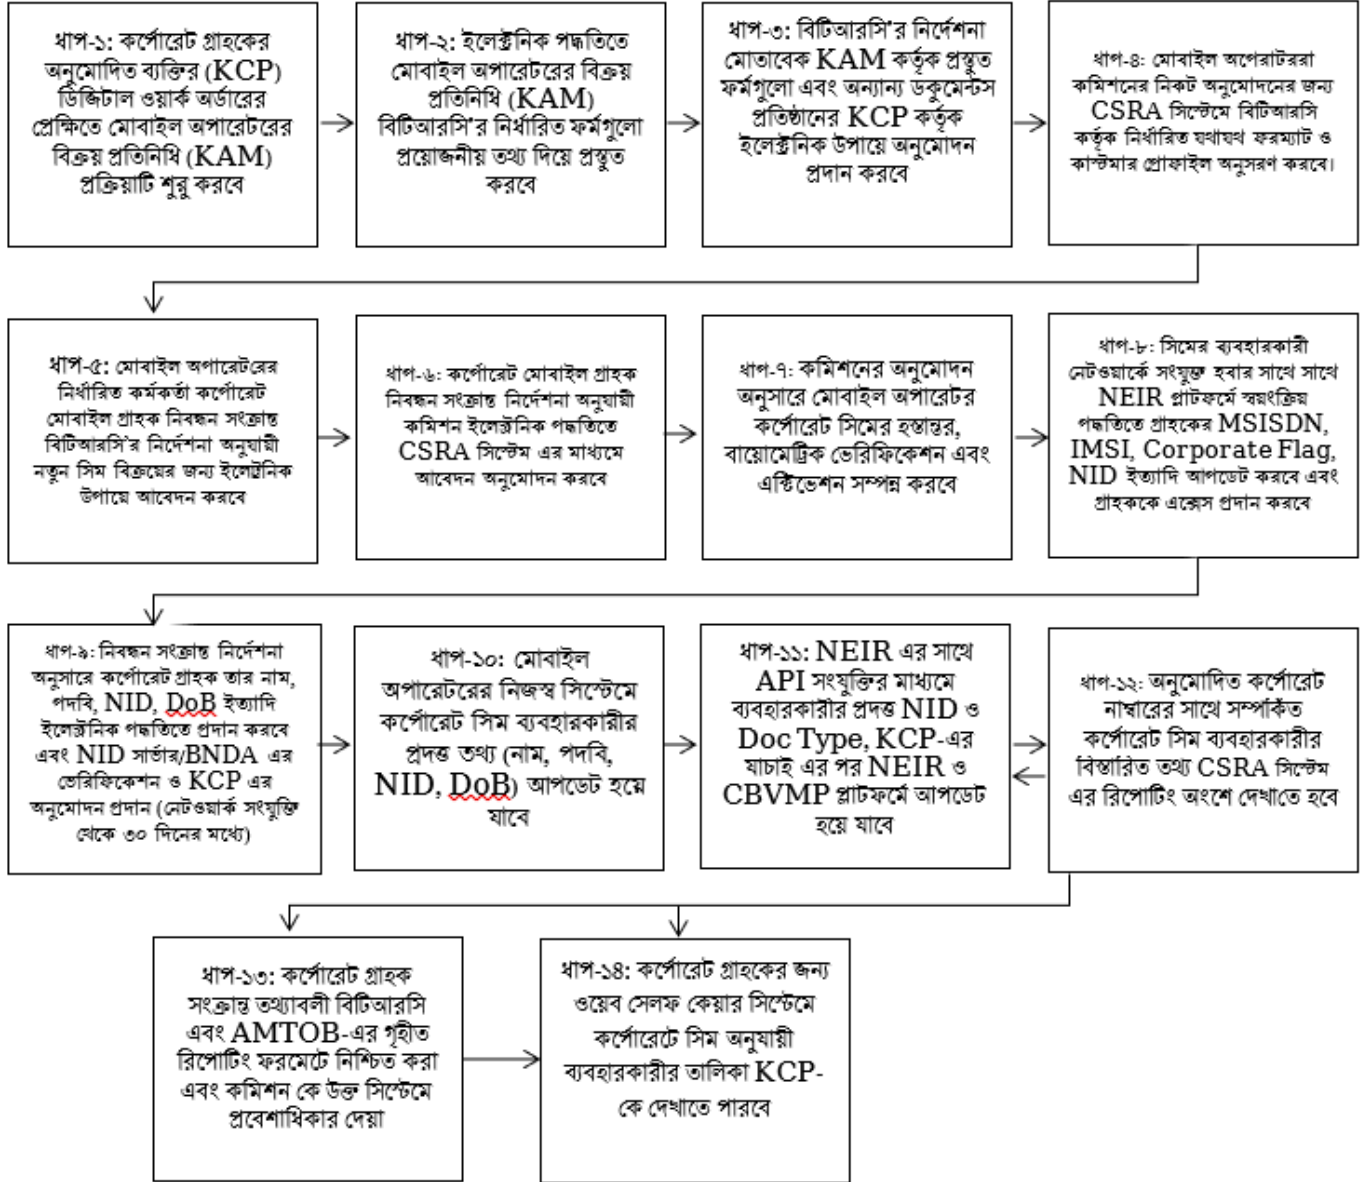 ধাপ-১: কর্পোরেট গ্রাহকের
অনুমোদিত ব্যক্তির (KCP)
ডিজিটাল ওয়ার্ক অর্ডারের
প্রেক্ষিতে মোবাইল অপারেটরের
বিক্রয় প্রতিনিধি (KAM)
প্রক্রিয়াটি শুরু করবে
ধাপ-২: ইলেক্ট্রনিক পদ্ধতিতে
মোবাইল অপারেটরের বিক্রয়
প্রতিনিধি (KAM)
বিটিআরসি'র নির্ধারিত ফর্মগুলো
প্রয়োজনীয় তথ্য দিয়ে প্রস্তুত
করবে
ধাপ-৩: বিটিআরসি'র নির্দেশনা
মোতাবেক KAM কর্তৃক প্রস্তুত
ফর্মগুলো এবং অন্যান্য ডকুমেন্টস
প্রতিষ্ঠানের KCP কর্তৃক
ইলেক্ট্রনিক উপায়ে অনুমোদন
প্রদান করবে
ধাপ-৪: মোবাইল অপেরাটররা
কমিশনের নিকট অনুমোদনের জন্য
CSRA সিস্টেমে বিটিআরসি
কর্তৃক নির্ধারিত যথাযথ ফরম্যাট ও
কাস্টমার প্রোফাইল অনুসরণ করবে।
ধাপ-৫: মোবাইল অপারেটরের
নির্ধারিত কর্মকর্তা কর্পোরেট
মোবাইল গ্রাহক নিবন্ধন সংক্রান্ত
বিটিআরসি'র নির্দেশনা অনুযায়ী
নতুন সিম বিক্রয়ের জন্য ইলেক্ট্রনিক
উপায়ে আবেদন করবে
ধাপ-৬: কর্পোরেট মোবাইল গ্রাহক
নিবন্ধন সংক্রান্ত নির্দেশনা অনুযায়ী
কমিশন ইলেক্ট্রনিক পদ্ধতিতে
CSRA সিস্টেম এর মাধ্যমে
আবেদন অনুমোদন করবে
ধাপ-৭: কমিশনের অনুমোদন
অনুসারে মোবাইল অপারেটর
কর্পোরেট সিমের হস্তান্তর,
বায়োমেট্রিক ভেরিফিকেশন এবং
এক্টিভেশন সম্পন্ন করবে
ধাপ-৮: সিমের ব্যবহারকারী
নেটওয়ার্কে সংযুক্ত হবার সাথে সাথে
NEIR প্লাটফর্মে স্বয়ংক্রিয়
পদ্ধতিতে গ্রাহকের MSISDN,
IMSI, Corporate Flag,
NID ইত্যাদি আপডেট করবে এবং
গ্রাহককে এক্সেস প্রদান করবে
ধাপ-৯: নিবন্ধন সংক্রান্ত নির্দেশনা
অনুসারে কর্পোরেট গ্রাহক তার নাম,
পদবি, NID, DoB ইত্যাদি
ইলেক্ট্রনিক পদ্ধতিতে প্রদান করবে
এবং NID সার্ভার/BNDA এর
ভেরিফিকেশন ও KCP এর
অনুমোদন প্রদান (নেটওয়ার্ক সংযুক্তি
থেকে ৩০ দিনের মধ্যে)
ধাপ-১০: মোবাইল
অপারেটরের নিজস্ব সিস্টেমে
কর্পোরেট সিম ব্যবহারকারীর
প্রদত্ত তথ্য (নাম, পদবি,
NID, DoB) আপডেট হয়ে
যাবে
ধাপ-১১: NEIR এর সাথে
API সংযুক্তির মাধ্যমে
ব্যবহারকারীর প্রদত্ত NID ও
Doc Type, KCP-এর
যাচাই এর পর NEIR ও
CBVMP প্লাটফর্মে আপডেট
হয়ে যাবে
ধাপ-১২: অনুমোদিত কর্পোরেট
নাম্বারের সাথে সম্পর্কিত
কর্পোরেট সিম ব্যবহারকারীর
বিস্তারিত তথ্য CSRA সিস্টেম
এর রিপোর্টিং অংশে দেখাতে হবে
ধাপ-১৩: কর্পোরেট গ্রাহক
সংক্রান্ত তথ্যাবলী বিটিআরসি
এবং AMTOB-এর গৃহীত
রিপোর্টিং ফরমেটে নিশ্চিত করা
এবং কমিশন কে উক্ত সিস্টেমে
প্রবেশাধিকার দেয়া
ধাপ-১৪: কর্পোরেট গ্রাহকের জন্য
ওয়েব সেলফ কেয়ার সিস্টেমে
কর্পোরেটে সিম অনুযায়ী
ব্যবহারকারীর তালিকা KCP-
কে দেখাতে পারবে